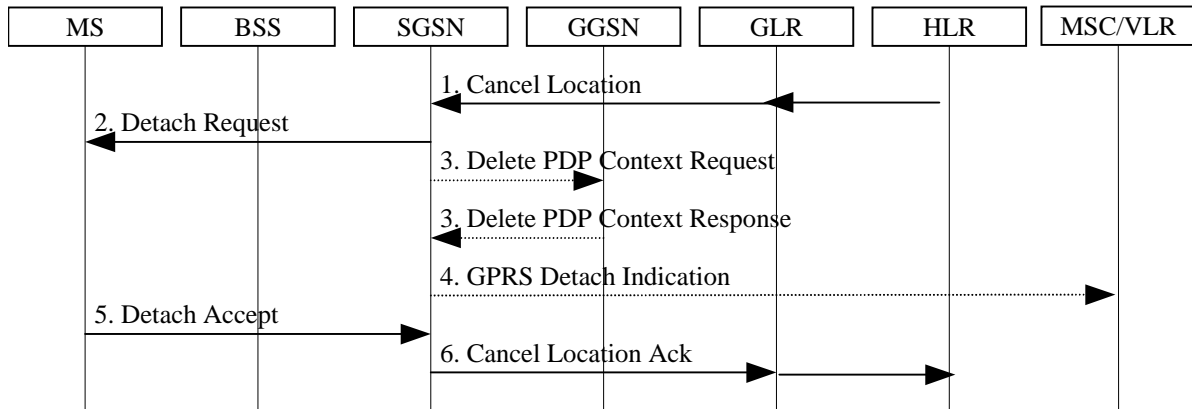 MS
BSS
SGSN
GGSN
GLR
HLR
MSC/VLR
1. Cancel Location
2. Detach Request
3. Delete PDP Context Request
3. Delete PDP Context Response
4. GPRS Detach Indication
5. Detach Accept
6. Cancel Location Ack